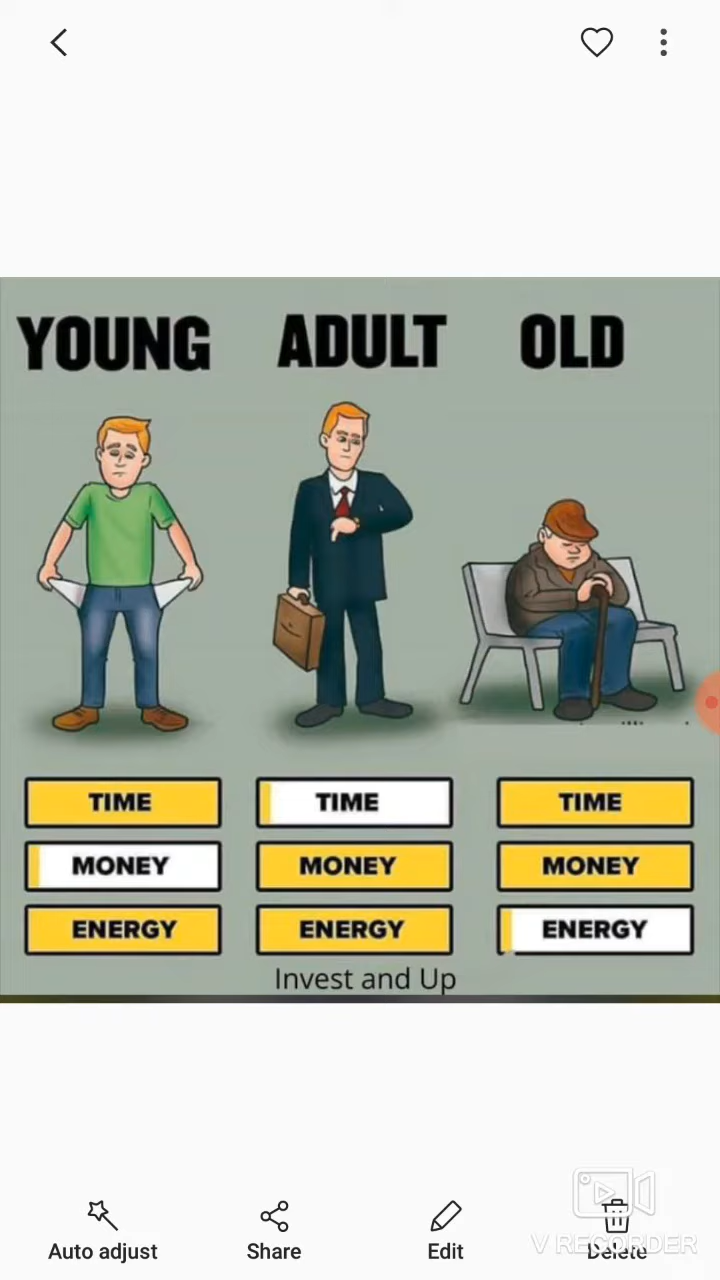 YOUNG ADULT OLD
TIME TIME TIME
MONEY MONEY MONEY
ENERGY ENERGY ENERGY
Invest and Up
Auto adjust Share Edit Delete
V RECORDER